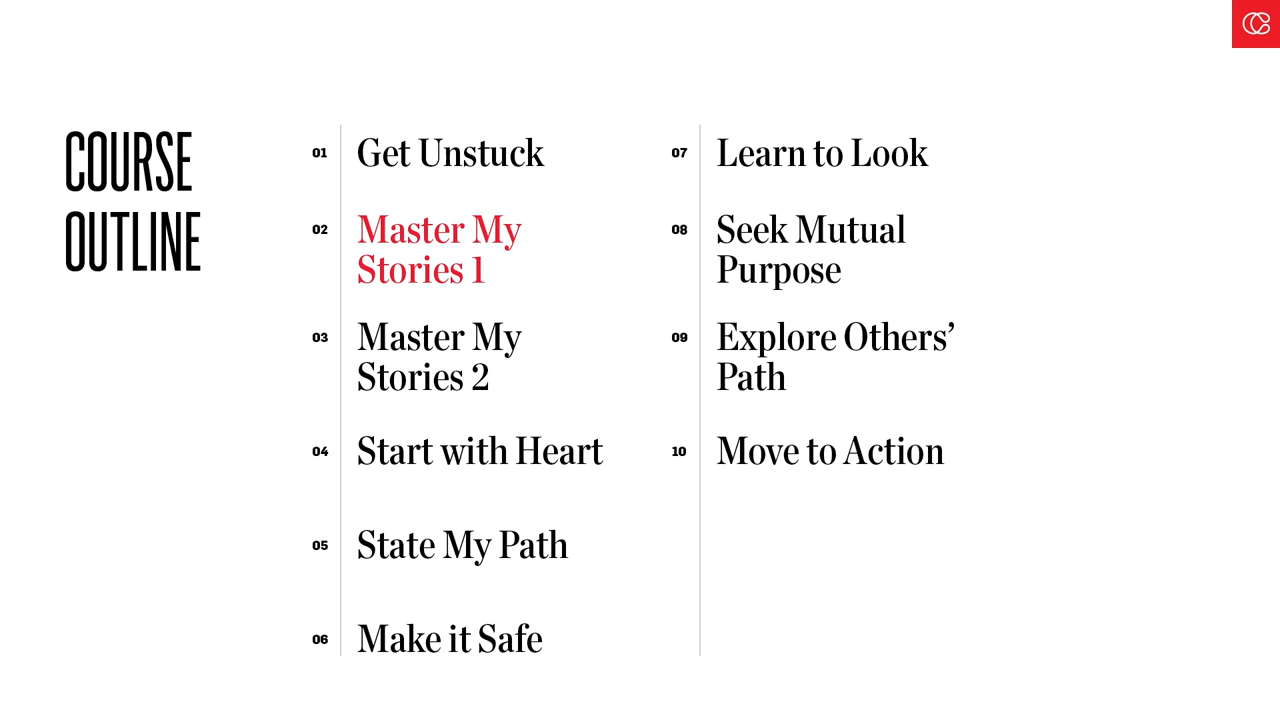 COURSE
OUTLINE
01 Get Unstuck
02 Master My
Stories 1
03 Master My
Stories 2
04 Start with Heart
05 State My Path
06 Make it Safe
07 Learn to Look
08 Seek Mutual
Purpose
09 Explore Others’
Path
10 Move to Action